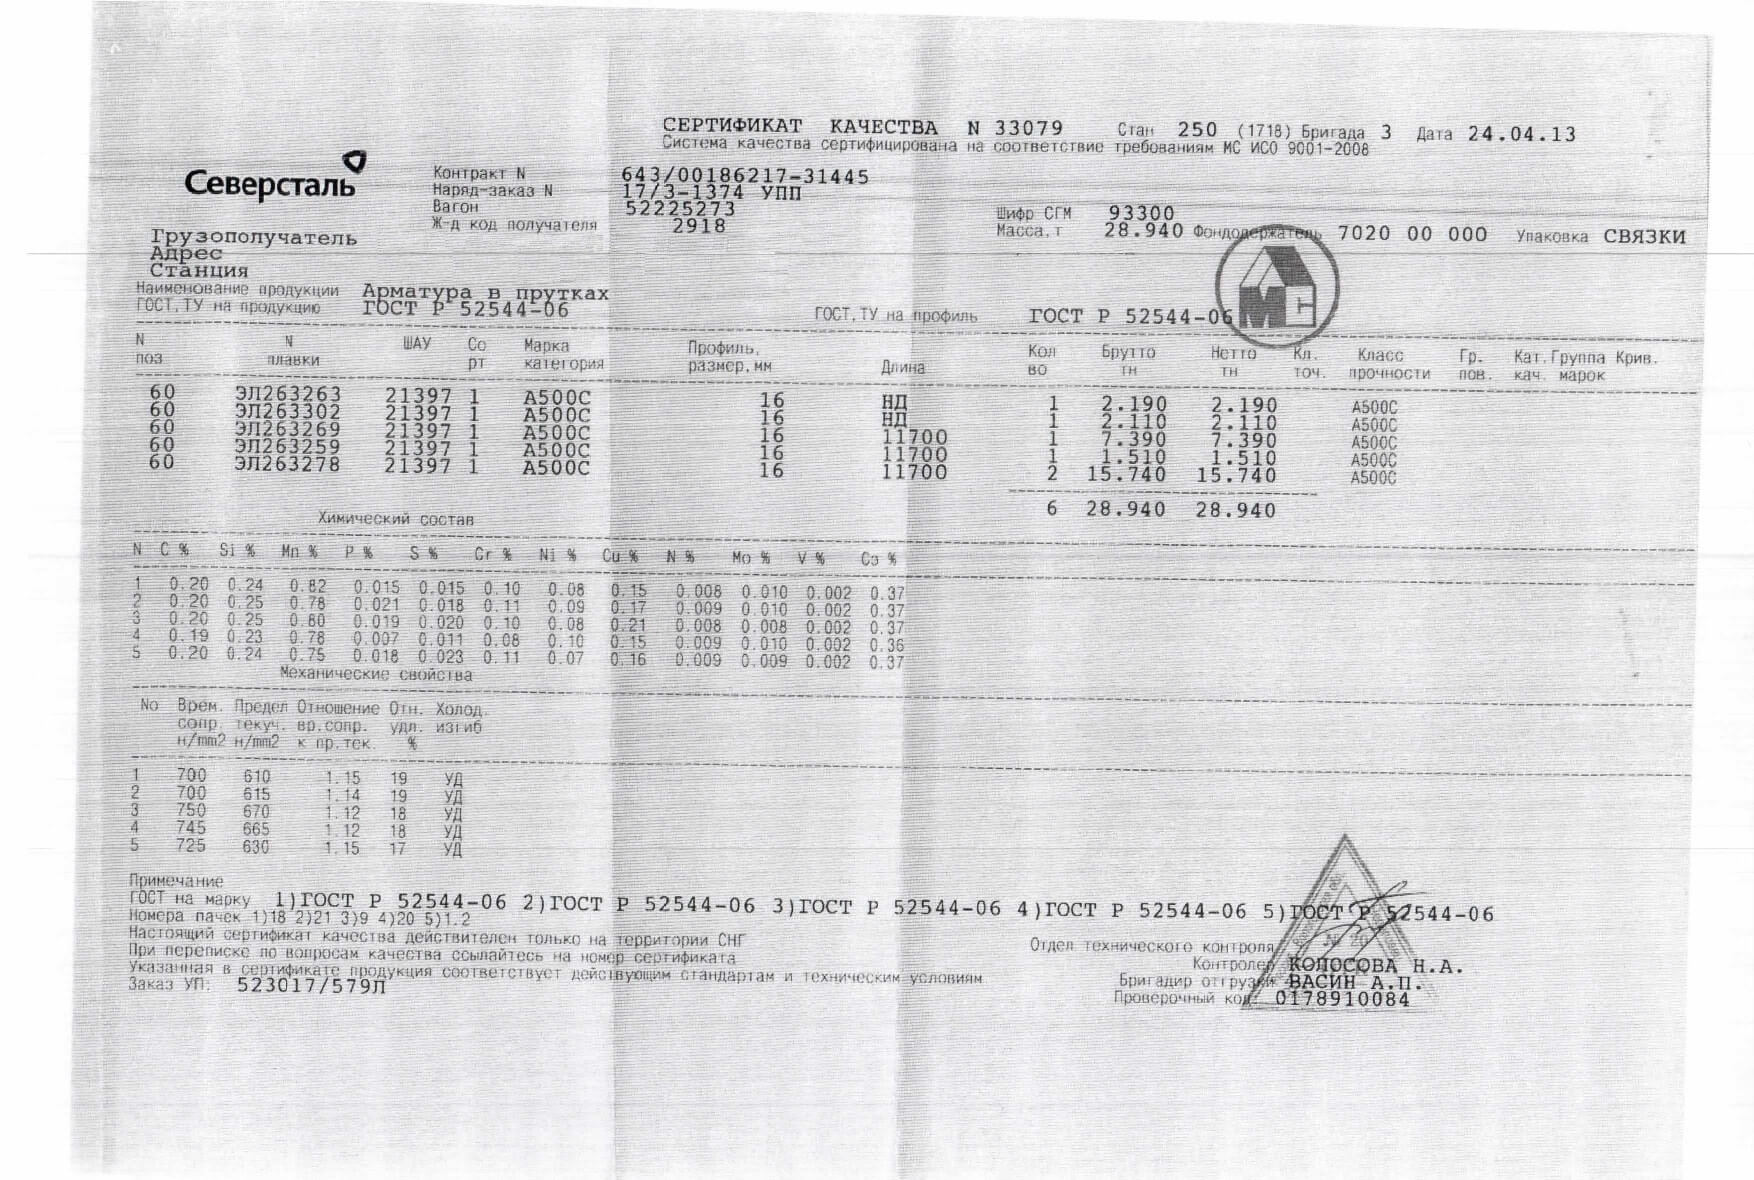 СЕРТИФИКАТ КАЧЕСТВА N 33079 Стан 250 (1718) Бригада 3 Дата 24.04.13
Система качества сертифицирована на соответствие требованиям МС ИСО 9001-2008
Северсталь
Контракт N 643/00186217-31445
Наряд-заказ N 17/3-1374 УПП
Вагон 52225273
Ж-д код получателя 2918
Шифр СГМ 93300
Масса,т 28.940 Фондодержатель 7020 00 000 Упаковка СВЯЗКИ
Грузополучатель
Адрес
Станция
Наименование продукции Арматура в прутках
ГОСТ,ТУ на продукцию ГОСТ Р 52544-06 ГОСТ,ТУ на профиль ГОСТ Р 52544-06
N N ШАУ Со Марка Профиль, Длина Кол Брутто Нетто Кл. Класс Гр. Кат. Группа Крив.
поз плавки рт категория размер,мм во тн тн точ. прочности пов. кач. марок
60 ЭЛ263263 21397 1 А500С 16 НД 1 2.190 2.190 А500С
60 ЭЛ263302 21397 1 А500С 16 НД 1 2.110 2.110 А500С
60 ЭЛ263269 21397 1 А500С 16 11700 1 7.390 7.390 А500С
60 ЭЛ263259 21397 1 А500С 16 11700 1 1.510 1.510 А500С
60 ЭЛ263278 21397 1 А500С 16 11700 2 15.740 15.740 А500С
6 28.940 28.940
Химический состав
N C % Si % Mn % P % S % Cr % Ni % Cu % N % Mo % V % Cэ %
1 0.20 0.24 0.82 0.015 0.015 0.10 0.08 0.15 0.008 0.010 0.002 0.37
2 0.20 0.25 0.78 0.021 0.018 0.11 0.09 0.17 0.009 0.010 0.002 0.37
3 0.20 0.25 0.80 0.019 0.020 0.10 0.08 0.21 0.008 0.008 0.002 0.37
4 0.19 0.23 0.78 0.007 0.011 0.08 0.10 0.15 0.009 0.010 0.002 0.36
5 0.20 0.24 0.75 0.018 0.023 0.11 0.07 0.16 0.009 0.009 0.002 0.37
Механические свойства
No Врем. Предел Отношение Отн. Холод.
сопр. текуч. вр.сопр. удл. изгиб
н/mm2 н/mm2 к пр.тек. %
1 700 610 1.15 19 УД
2 700 615 1.14 19 УД
3 750 670 1.12 18 УД
4 745 665 1.12 18 УД
5 725 630 1.15 17 УД
Примечание
ГОСТ на марку 1)ГОСТ Р 52544-06 2)ГОСТ Р 52544-06 3)ГОСТ Р 52544-06 4)ГОСТ Р 52544-06 5)ГОСТ Р 52544-06
Номера пачек 1)18 2)21 3)9 4)20 5)1.2
Настоящий сертификат качества действителен только на территории СНГ
При переписке по вопросам качества ссылайтесь на номер сертификата
Указанная в сертификате продукция соответствует действующим стандартам и техническим условиям
Заказ УП: 523017/579Л
Отдел технического контроля
Контролер КОЛОСОВА Н.А.
Бригадир отгрузки ВАСИН А.П.
Проверочный код: 0178910084